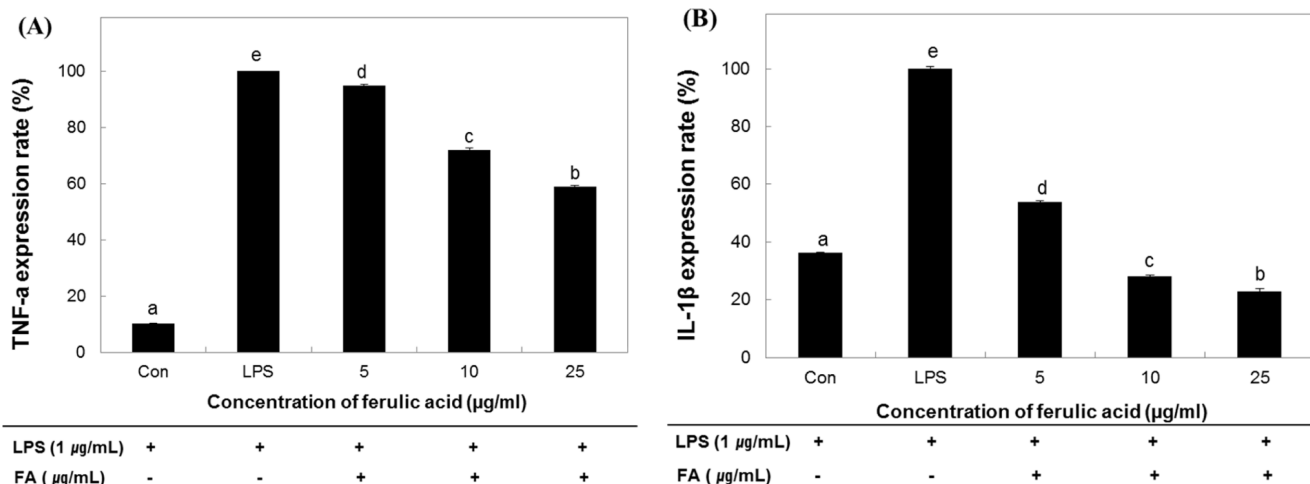 (A)
TNF-a expression rate (%)
100
80
60
40
20
0
a
e
d
c
b
Con LPS 5 10 25
Concentration of ferulic acid (μg/ml)
LPS (1 μg/mL) + + + + +
FA ( μg/mL) - - + + +
(B)
IL-1β expression rate (%)
100
80
60
40
20
0
a
e
d
c
b
Con LPS 5 10 25
Concentration of ferulic acid (μg/ml)
LPS (1 μg/mL) + + + + +
FA ( μg/mL) - - + + +